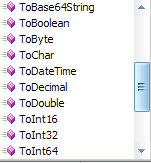 ToBase64String
ToBoolean
ToByte
ToChar
ToDateTime
ToDecimal
ToDouble
ToInt16
ToInt32
ToInt64